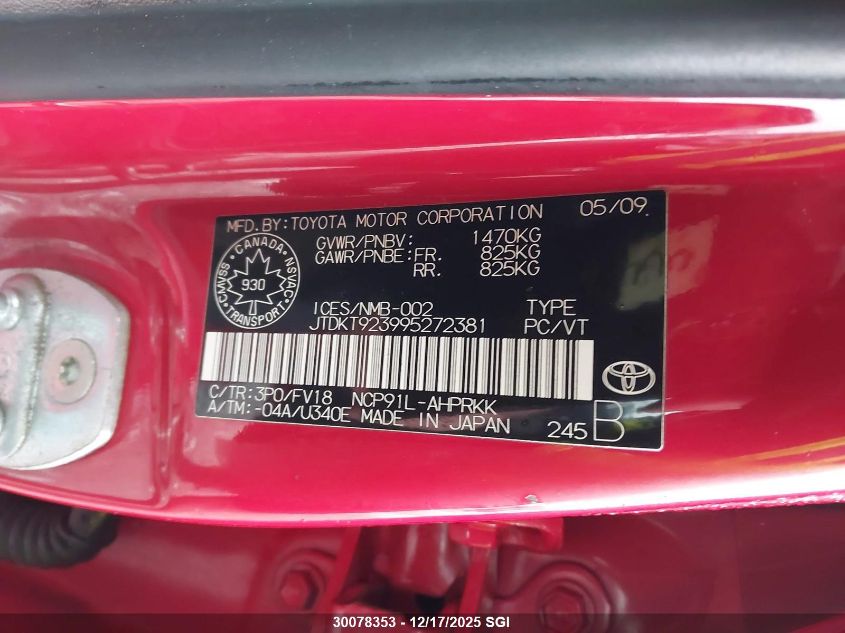 MFD.BY:TOYOTA MOTOR CORPORATION 05/09
GVWR/PNBV: 1470KG
GAWR/PNBE:FR. 825KG
RR. 825KG
CANADA
CMVSS NSVAC
930
TRANSPORT
ICES/NMB-002 TYPE
JTDKT923995272381 PC/VT
C/TR:3P0/FV18 NCP91L-AHPRKK
A/TM:-04A/U340E MADE IN JAPAN 245 B
30078353 - 12/17/2025 SGI